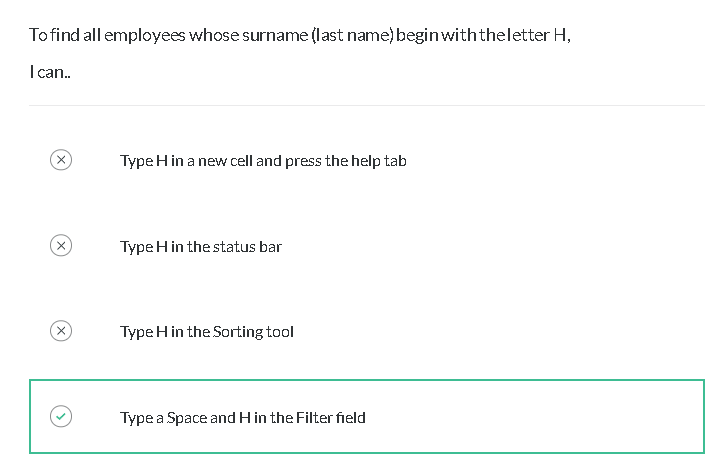 To find all employees whose surname (last name) begin with the letter H,
I can..
Type H in a new cell and press the help tab
Type H in the status bar
Type H in the Sorting tool
Type a Space and H in the Filter field